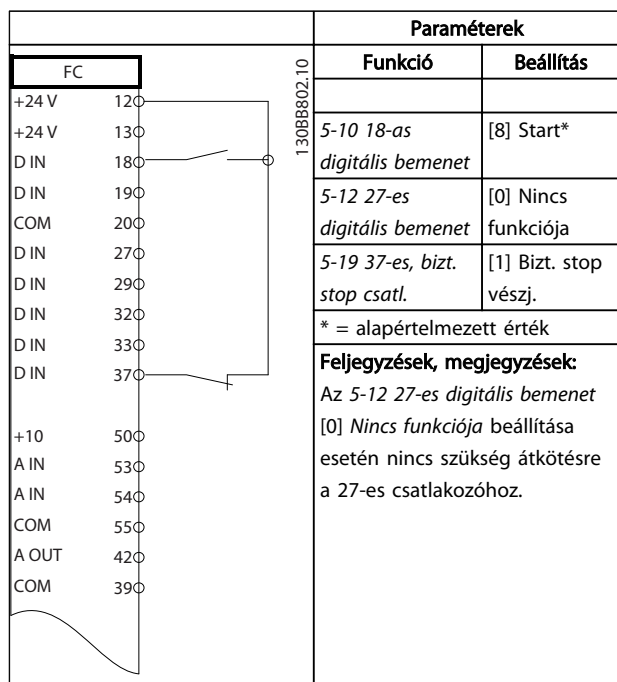 FC
+24 V 12
+24 V 13
D IN 18
D IN 19
COM 20
D IN 27
D IN 29
D IN 32
D IN 33
D IN 37
+10 50
A IN 53
A IN 54
COM 55
A OUT 42
COM 39
130BB802.10
Paraméterek
Funkció Beállítás
5-10 18-as [8] Start*
digitális bemenet
5-12 27-es [0] Nincs
digitális bemenet funkciója
5-19 37-es, bizt. [1] Bizt. stop
stop csatl. vészj.
* = alapértelmezett érték
Feljegyzések, megjegyzések:
Az 5-12 27-es digitális bemenet
[0] Nincs funkciója beállítása
esetén nincs szükség átkötésre
a 27-es csatlakozóhoz.